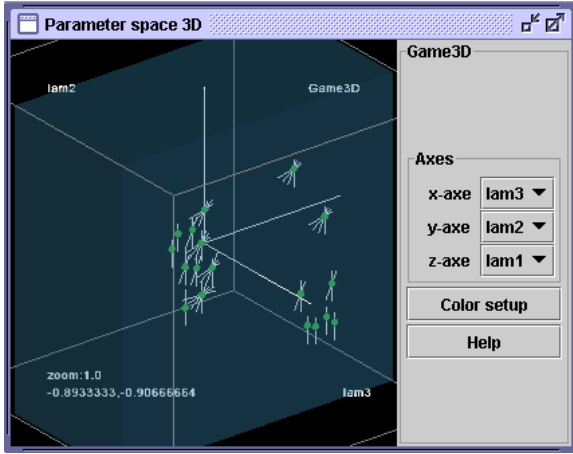 Parameter space 3D
lam2
Game3D
zoom:1.0
-0.8933333,-0.90666664
lam3
Game3D
Axes
x-axe lam3
y-axe lam2
z-axe lam1
Color setup
Help